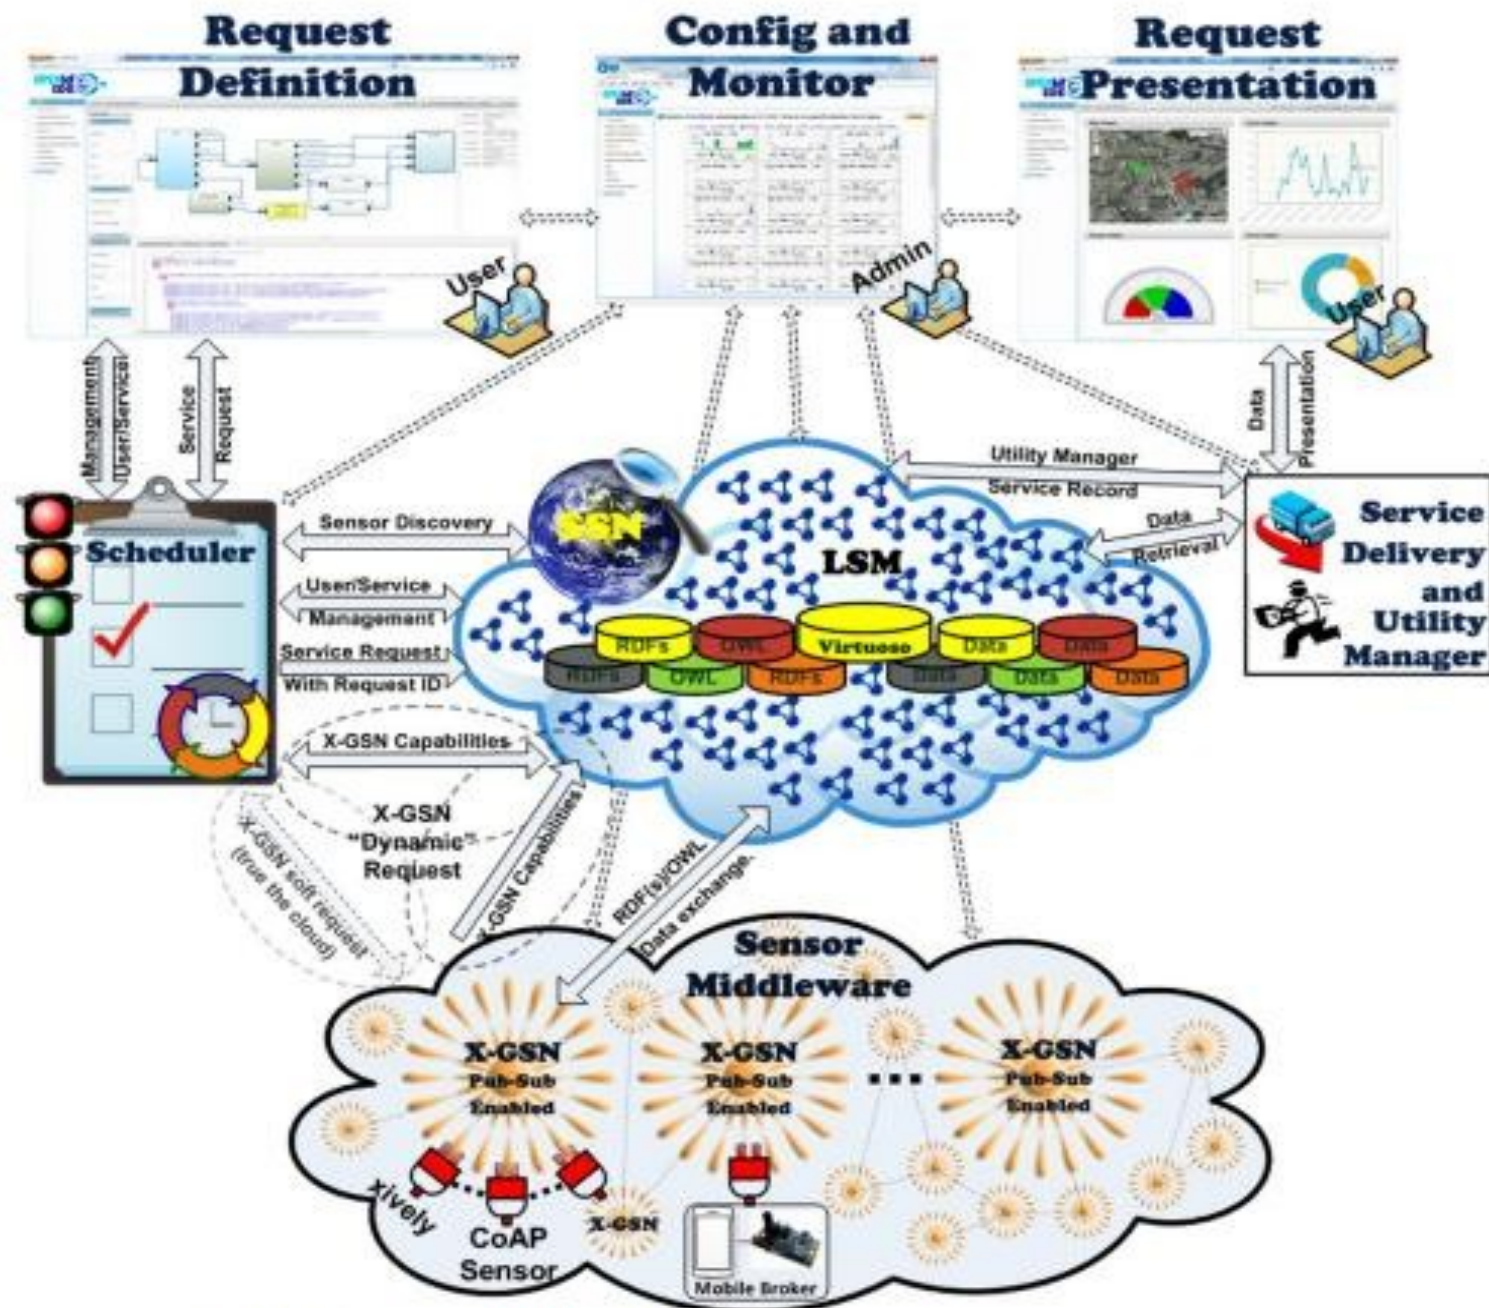 Request
Definition
Config and
Monitor
Request
Presentation
User
Admin
User
Management
User/Service
Service
Request
Data
Presentation
Utility Manager
Service Record
Data
Retrieval
Service
Delivery
and
Utility
Manager
Scheduler
Sensor Discovery
User/Service
Management
Service Request
With Request ID
X-GSN Capabilities
X-GSN
"Dynamic"
Request
X-GSN soft request
(true the cloud)
X-GSN Capabilities
RDF(s)/OWL
Data exchange
SSN
LSM
RDFs
OWL
Virtuoso
Data
Data
RDFs
OWL
RDFs
Data
Data
Data
Sensor
Middleware
X-GSN
Pub-Sub
Enabled
X-GSN
Pub-Sub
Enabled
X-GSN
Pub-Sub
Enabled
xively
CoAP
Sensor
X-GSN
Mobile Broker